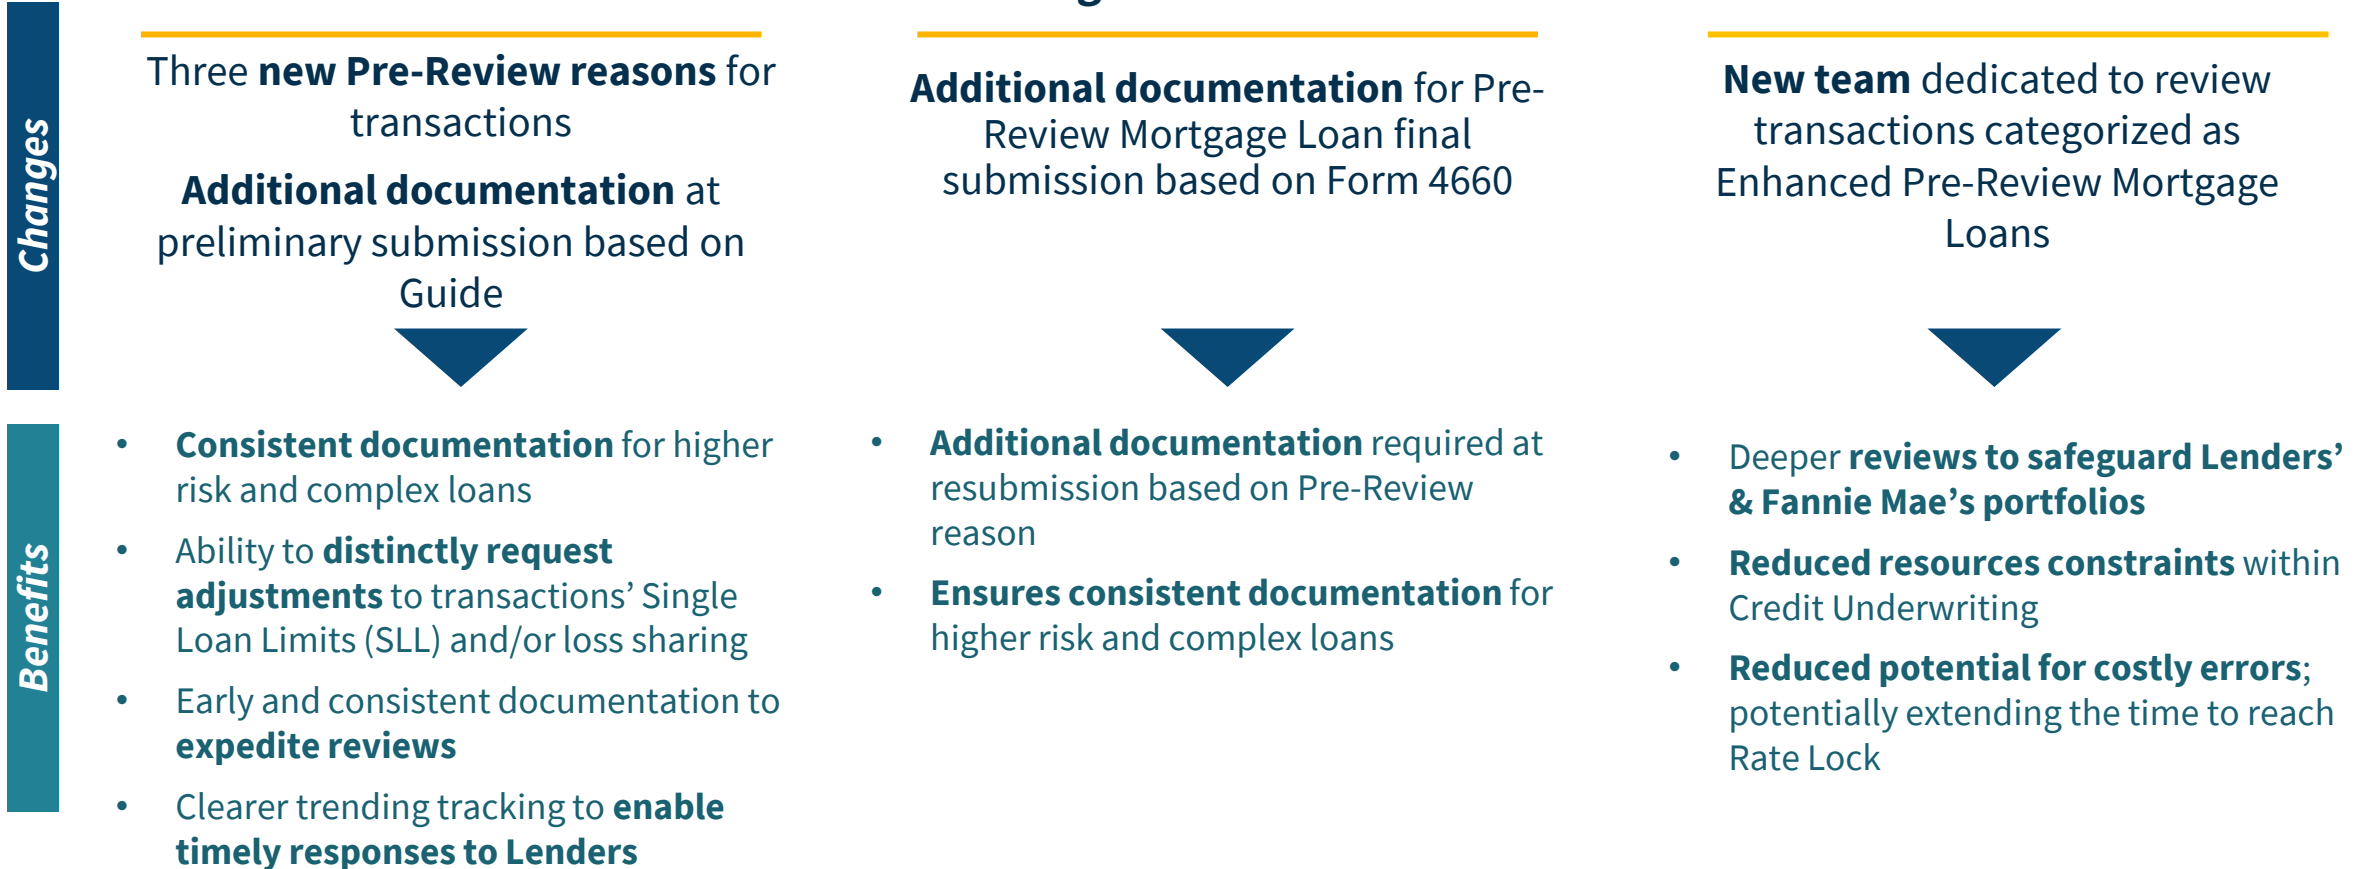 Changes
Three new Pre-Review reasons for
transactions
Additional documentation at
preliminary submission based on
Guide
Additional documentation for Pre-
Review Mortgage Loan final
submission based on Form 4660
New team dedicated to review
transactions categorized as
Enhanced Pre-Review Mortgage
Loans
Benefits
• Consistent documentation for higher
risk and complex loans
• Ability to distinctly request
adjustments to transactions’ Single
Loan Limits (SLL) and/or loss sharing
• Early and consistent documentation to
expedite reviews
• Clearer trending tracking to enable
timely responses to Lenders
• Additional documentation required at
resubmission based on Pre-Review
reason
• Ensures consistent documentation for
higher risk and complex loans
• Deeper reviews to safeguard Lenders’
& Fannie Mae’s portfolios
• Reduced resources constraints within
Credit Underwriting
• Reduced potential for costly errors;
potentially extending the time to reach
Rate Lock